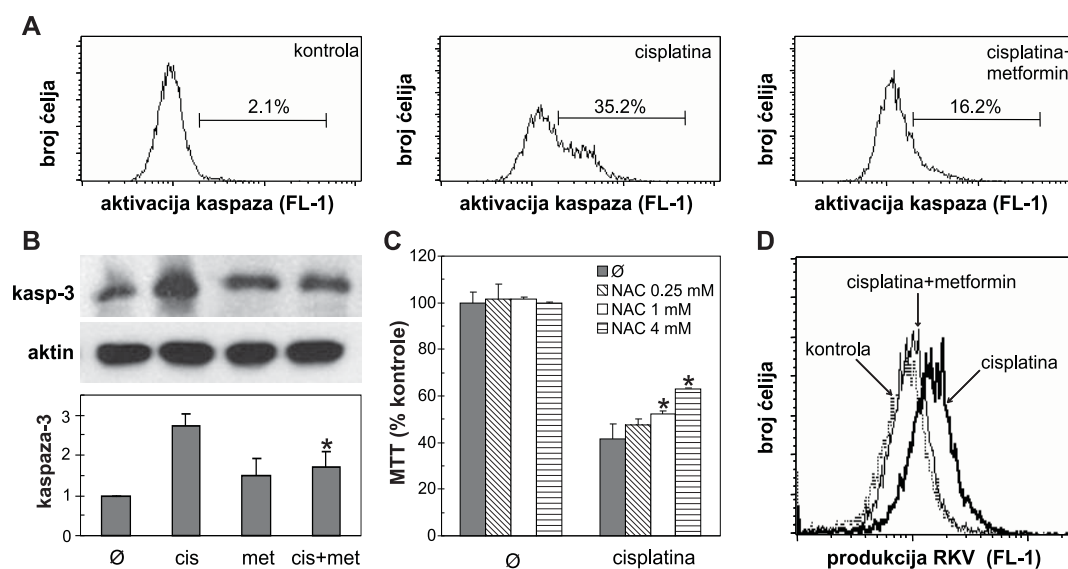 A
kontrola
2.1%
broj ćelja
aktivacija kaspaza (FL-1)
cisplatina
35.2%
broj ćelija
aktivacija kaspaza (FL-1)
cisplatina+
metformin
16.2%
broj ćelija
aktivacija kaspaza (FL-1)
B
kasp-3
aktin
kaspaza-3
3
2
1
0
Ø
cis
met
cis+met
*
C
MTT (% kontrole)
120
100
80
60
40
20
0
Ø
NAC 0.25 mM
NAC 1 mM
NAC 4 mM
*
*
Ø
cisplatina
D
cisplatina+metformin
kontrola
cisplatina
broj ćelija
produkcija RKV (FL-1)